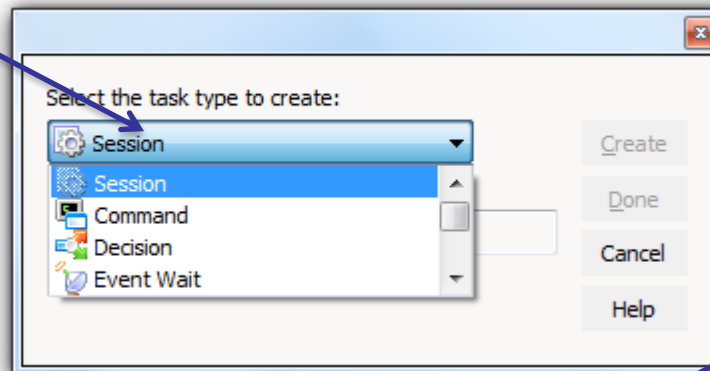 Select the task type to create:
Session
Create
Session
Done
Command
Decision
Cancel
Event Wait
Help